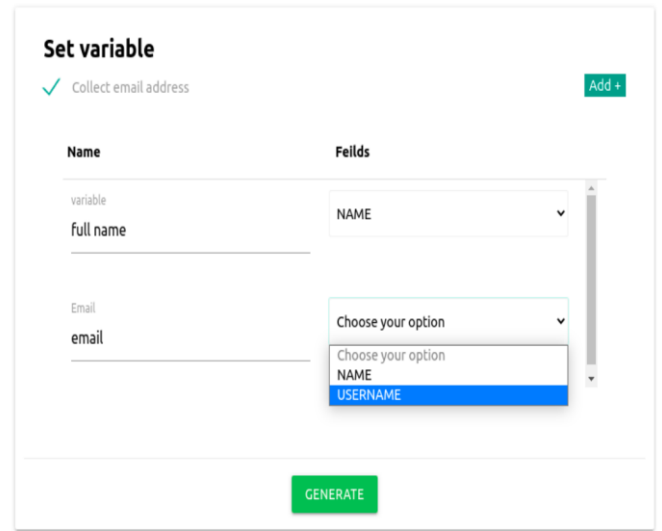 Set variable
Collect email address
Add +
Name Feilds
variable
full name
NAME
Email
email
Choose your option
Choose your option
NAME
USERNAME
GENERATE